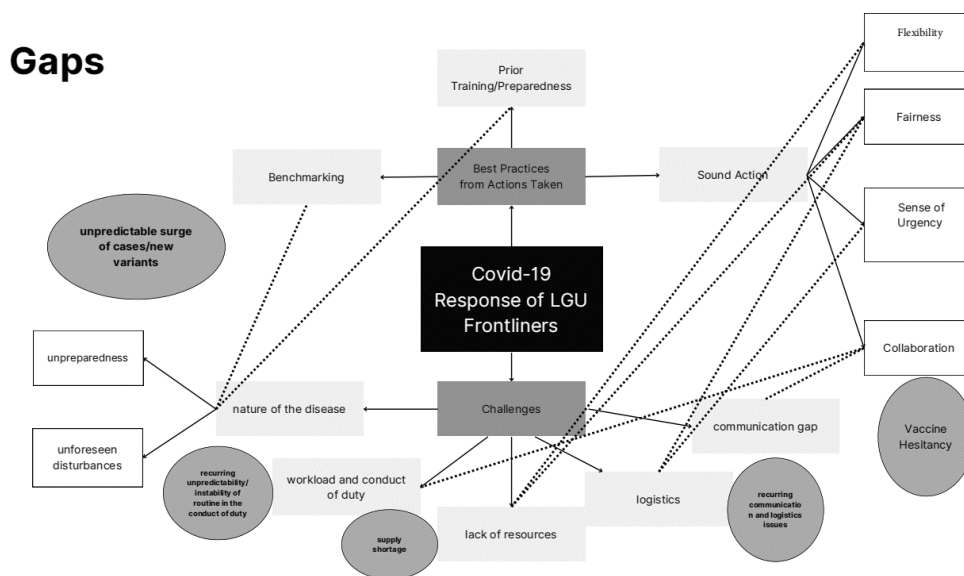 Gaps
Flexibility
Prior
Training/Preparedness
Fairness
Benchmarking
Best Practices
from Actions Taken
Sound Action
Sense of
Urgency
unpredictable surge
of cases/new
variants
Covid-19
Response of LGU
Frontliners
unpreparedness
Collaboration
nature of the disease
Challenges
communication gap
Vaccine
Hesitancy
unforeseen
disturbances
recurring
unpredictability/
instability of
routine in the
conduct of duty
workload and conduct
of duty
logistics
recurring
communicatio
n and logistics
issues
supply
shortage
lack of resources